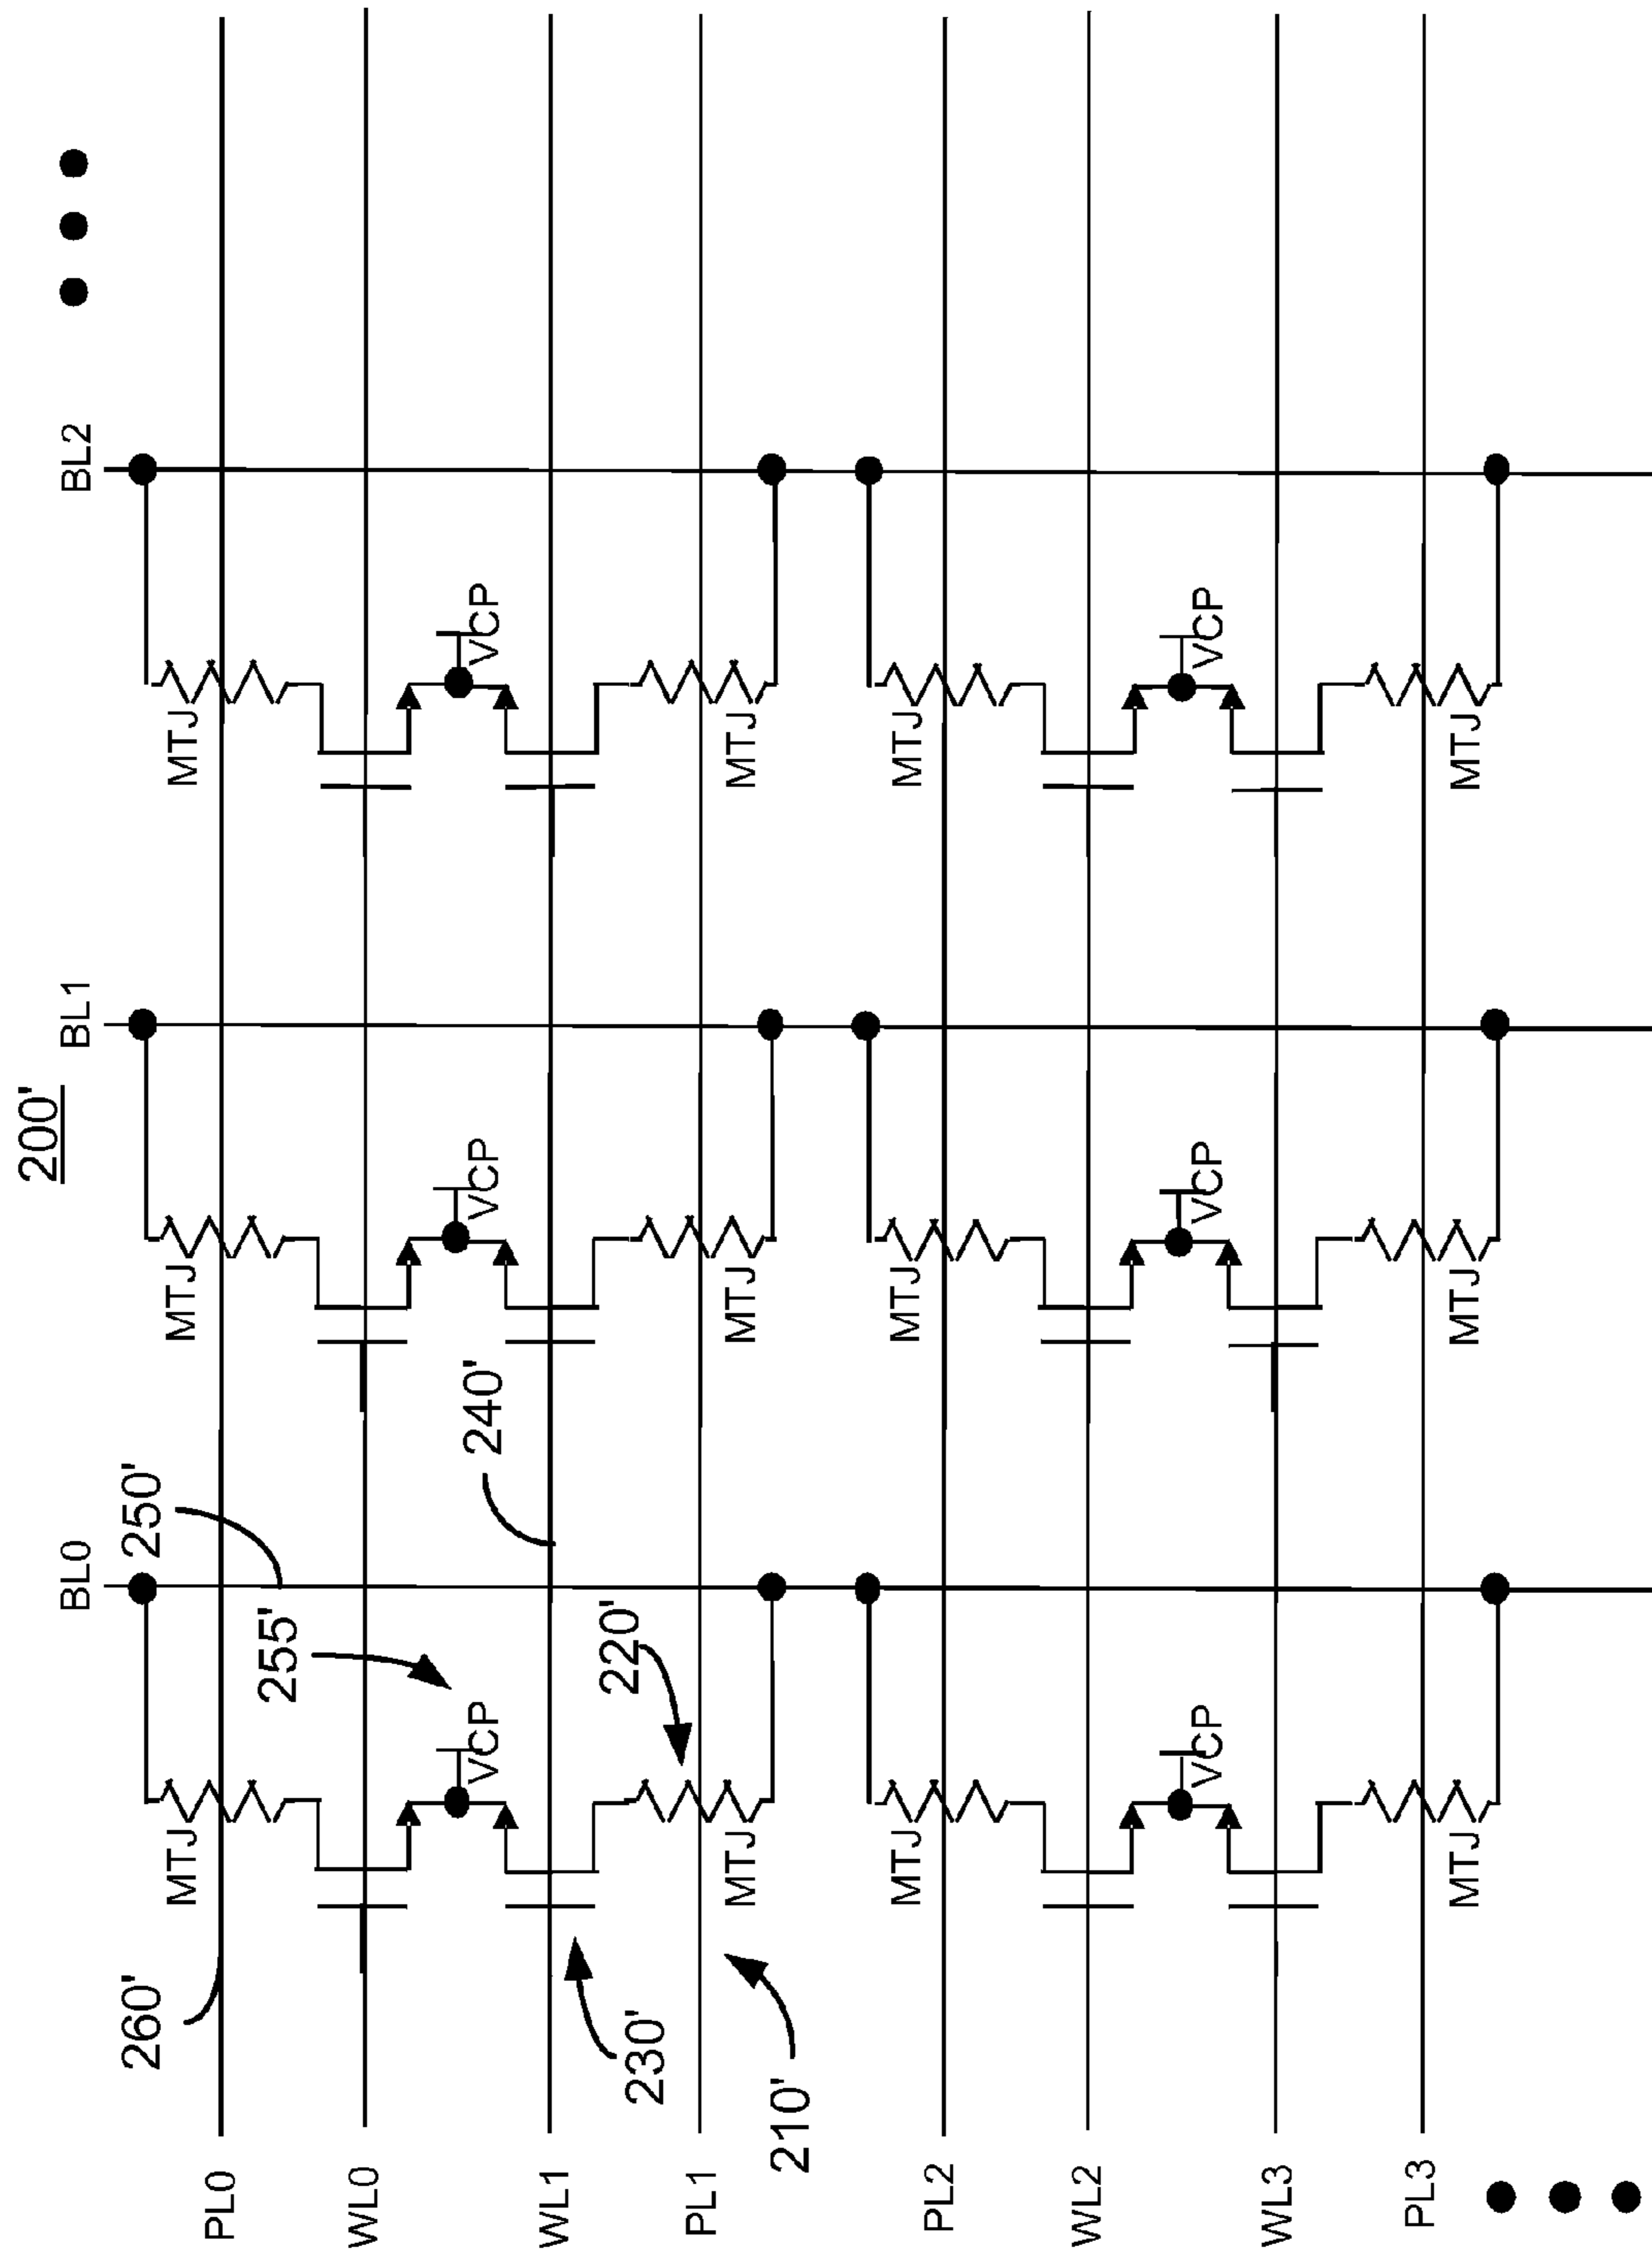 200'
BL0
BL1
BL2
260'
250'
MTJ
MTJ
MTJ
PL0
255'
WL0
VCP
240'
VCP
VCP
WL1
220'
230'
PL1
MTJ
MTJ
MTJ
210'
MTJ
MTJ
MTJ
PL2
WL2
VCP
VCP
VCP
WL3
PL3
MTJ
MTJ
MTJ